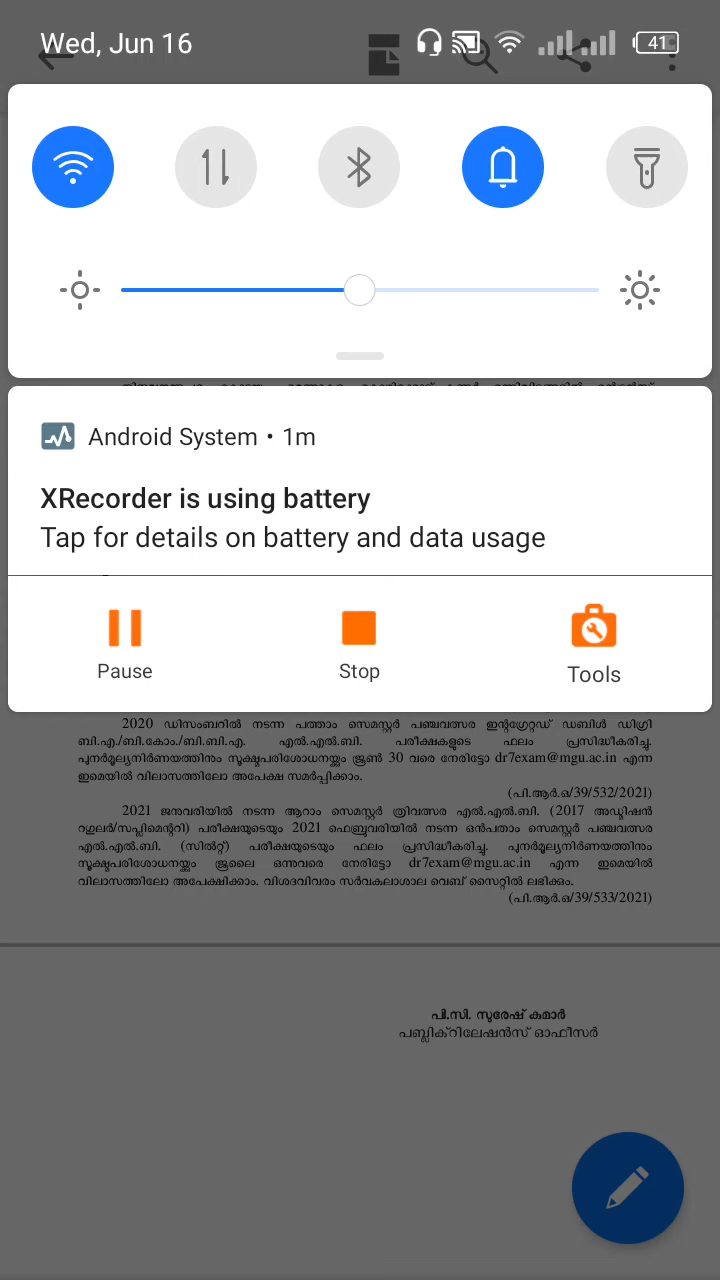 Wed, Jun 16
41
Android System • 1m
XRecorder is using battery
Tap for details on battery and data usage
Pause Stop Tools
2020 ഡിസംബറിൽ നടന്ന പത്താം സെമസ്റ്റർ പഞ്ചവത്സര ഇന്റഗ്രേറ്റഡ് ഡബിൾ ഡിഗ്രി
ബി.എ./ബി.കോം./ബി.ബി.എ. എൽ.എൽ.ബി. പരീക്ഷകളുടെ ഫലം പ്രസിദ്ധീകരിച്ചു.
പുനർമൂല്യനിർണയത്തിനും സൂക്ഷ്മപരിശോധനയ്ക്കും ജൂൺ 30 വരെ നേരിട്ടോ dr7exam@mgu.ac.in എന്ന
ഇമെയിൽ വിലാസത്തിലോ അപേക്ഷ സമർപ്പിക്കാം.
(പി.ആർ.ഒ/39/532/2021)
2021 ജനുവരിയിൽ നടന്ന ആറാം സെമസ്റ്റർ ത്രിവത്സര എൽ.എൽ.ബി. (2017 അഡ്മിഷൻ
റഗുലർ/സപ്ലിമെന്ററി) പരീക്ഷയുടെയും 2021 ഫെബ്രുവരിയിൽ നടന്ന ഒൻപതാം സെമസ്റ്റർ പഞ്ചവത്സര
എൽ.എൽ.ബി. (സിൽറ്റ്) പരീക്ഷയുടെയും ഫലം പ്രസിദ്ധീകരിച്ചു. പുനർമൂല്യനിർണയത്തിനും
സൂക്ഷ്മപരിശോധനയ്ക്കും ജൂലൈ ഒന്നുവരെ നേരിട്ടോ dr7exam@mgu.ac.in എന്ന ഇമെയിൽ
വിലാസത്തിലോ അപേക്ഷിക്കാം. വിശദവിവരം സർവകലാശാല വെബ് സൈറ്റിൽ ലഭിക്കും.
(പി.ആർ.ഒ/39/533/2021)
പി.സി. സുരേഷ് കുമാർ
പബ്ലിക്റിലേഷൻസ് ഓഫീസർ